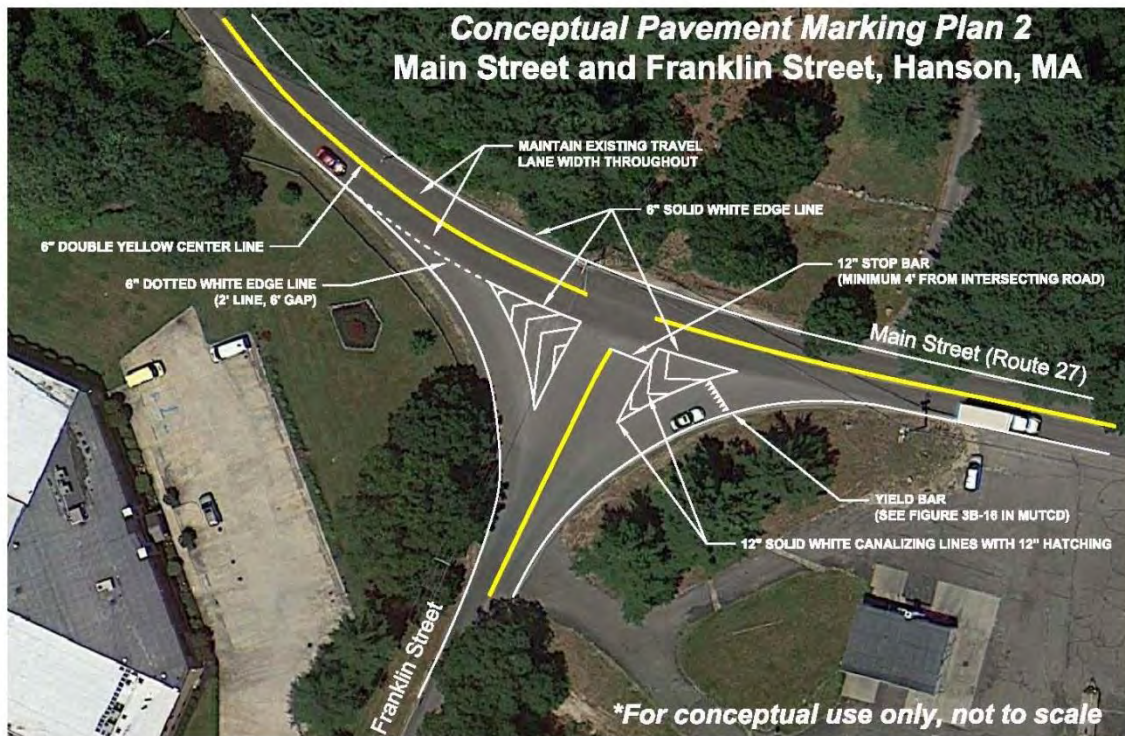 Conceptual Pavement Marking Plan 2
Main Street and Franklin Street, Hanson, MA
MAINTAIN EXISTING TRAVEL
LANE WIDTH THROUGHOUT
6" SOLID WHITE EDGE LINE
6" DOUBLE YELLOW CENTER LINE
12" STOP BAR
(MINIMUM 4' FROM INTERSECTING ROAD)
6" DOTTED WHITE EDGE LINE
(2' LINE, 6' GAP)
Main Street (Route 27)
YIELD BAR
(SEE FIGURE 3B-16 IN MUTCD)
12" SOLID WHITE CANALIZING LINES WITH 12" HATCHING
Franklin Street
*For conceptual use only, not to scale